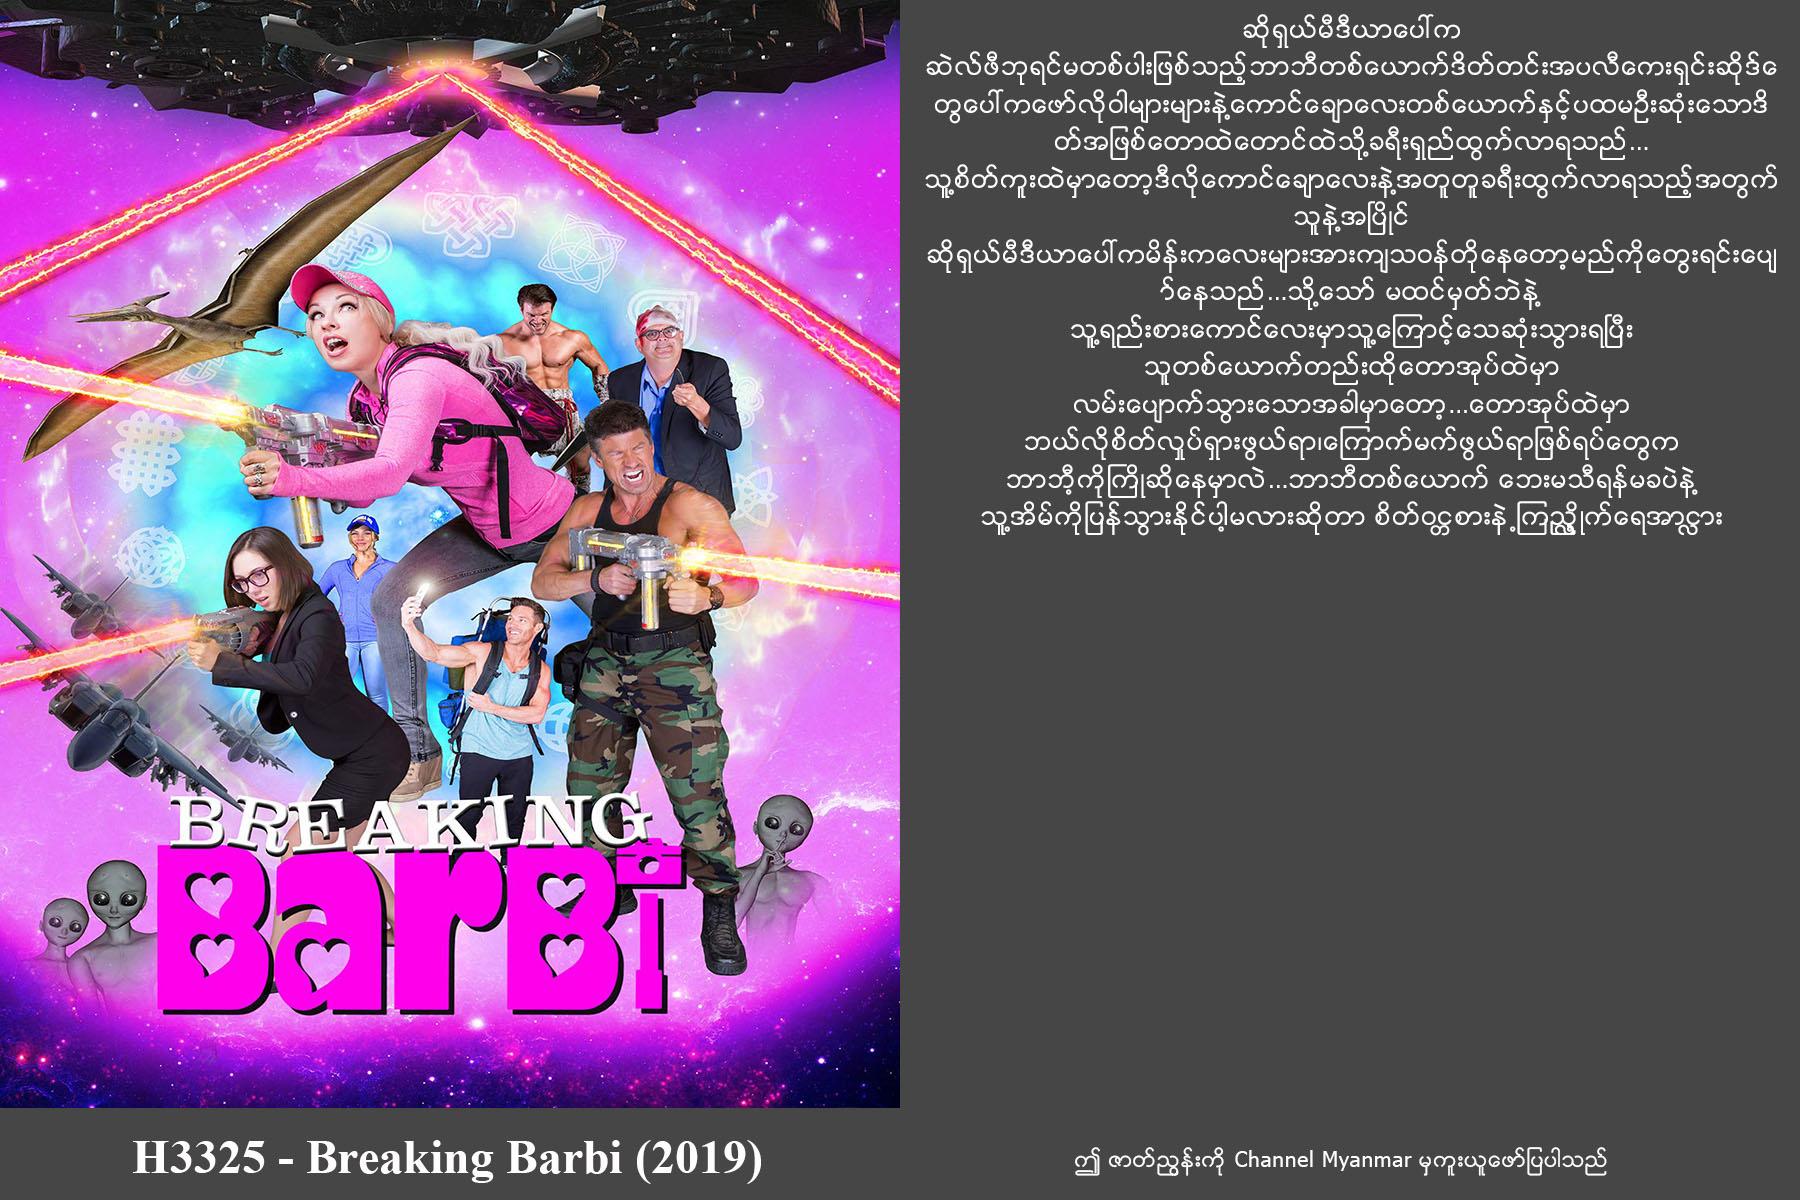 BREAKING
BarBi
H3325 - Breaking Barbi (2019)
ဆိုရှယ်မီဒီယာပေါ်က
ဆဲလ်ဖီဘုရင်မတစ်ပါးဖြစ်သည့်ဘာဘီတစ်ယောက်ဒိတ်တင်းအပလီကေးရှင်းဆိုဒ်ေ
တွပေါ်ကဖော်လိုဝါများများနဲ့ကောင်ချောလေးတစ်ယောက်နှင့်ပထမဦးဆုံးသောဒိ
တ်အဖြစ်တောထဲတောင်ထဲသို့ခရီးရှည်ထွက်လာရသည်...
သူ့စိတ်ကူးထဲမှာတော့ဒီလိုကောင်ချောလေးနဲ့အတူတူခရီးထွက်လာရသည့်အတွက်
သူနဲ့အပြိုင်
ဆိုရှယ်မီဒီယာပေါ်ကမိန်းကလေးများအားကျသဝန်တိုနေတော့မည်ကိုတွေးရင်းပျေ
ာ်နေသည်...သို့သော် မထင်မှတ်ဘဲနဲ့
သူ့ရည်းစားကောင်လေးမှာသူ့ကြောင့်သေဆုံးသွားရပြီး
သူတစ်ယောက်တည်းထိုတောအုပ်ထဲမှာ
လမ်းပျောက်သွားသောအခါမှာတော့...တောအုပ်ထဲမှာ
ဘယ်လိုစိတ်လှုပ်ရှားဖွယ်ရာ၊ကြောက်မက်ဖွယ်ရာဖြစ်ရပ်တွေက
ဘာဘီ့ကိုကြိုဆိုနေမှာလဲ...ဘာဘီတစ်ယောက် ဘေးမသီရန်မခပဲနဲ့
သူ့အိမ်ကိုပြန်သွားနိုင်ပါ့မလားဆိုတာ
ဤ ဇာတ်ညွှန်းကို Channel Myanmar မှကူးယူဖော်ပြပါသည်